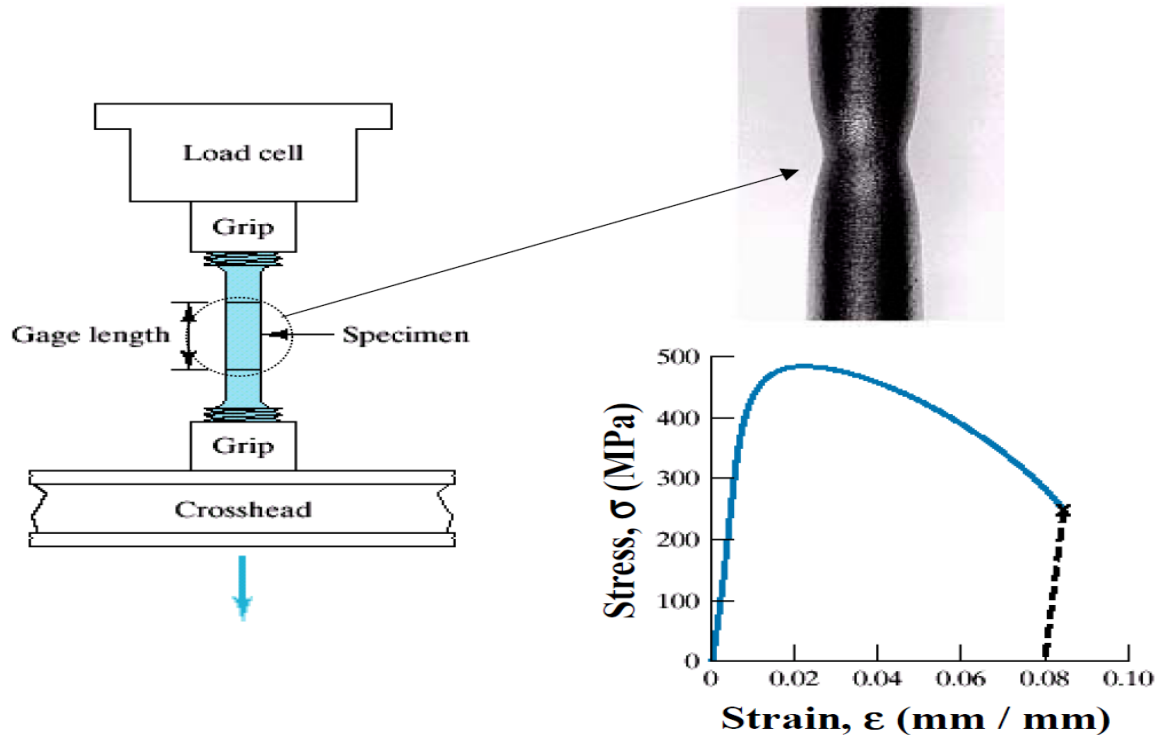 Load cell
Grip
Gage length
Specimen
Grip
Crosshead
Stress, σ (MPa)
500
400
300
200
100
0
0 0.02 0.04 0.06 0.08 0.10
Strain, ε (mm / mm)